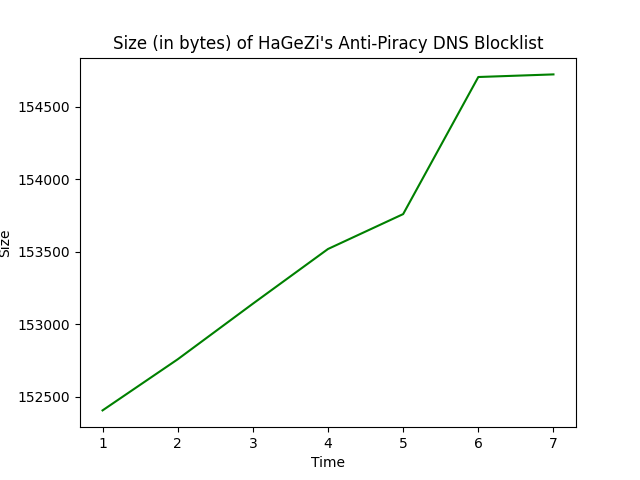 Size (in bytes) of HaGeZi's Anti-Piracy DNS Blocklist
154500
154000
153500
153000
152500
Size
1 2 3 4 5 6 7
Time